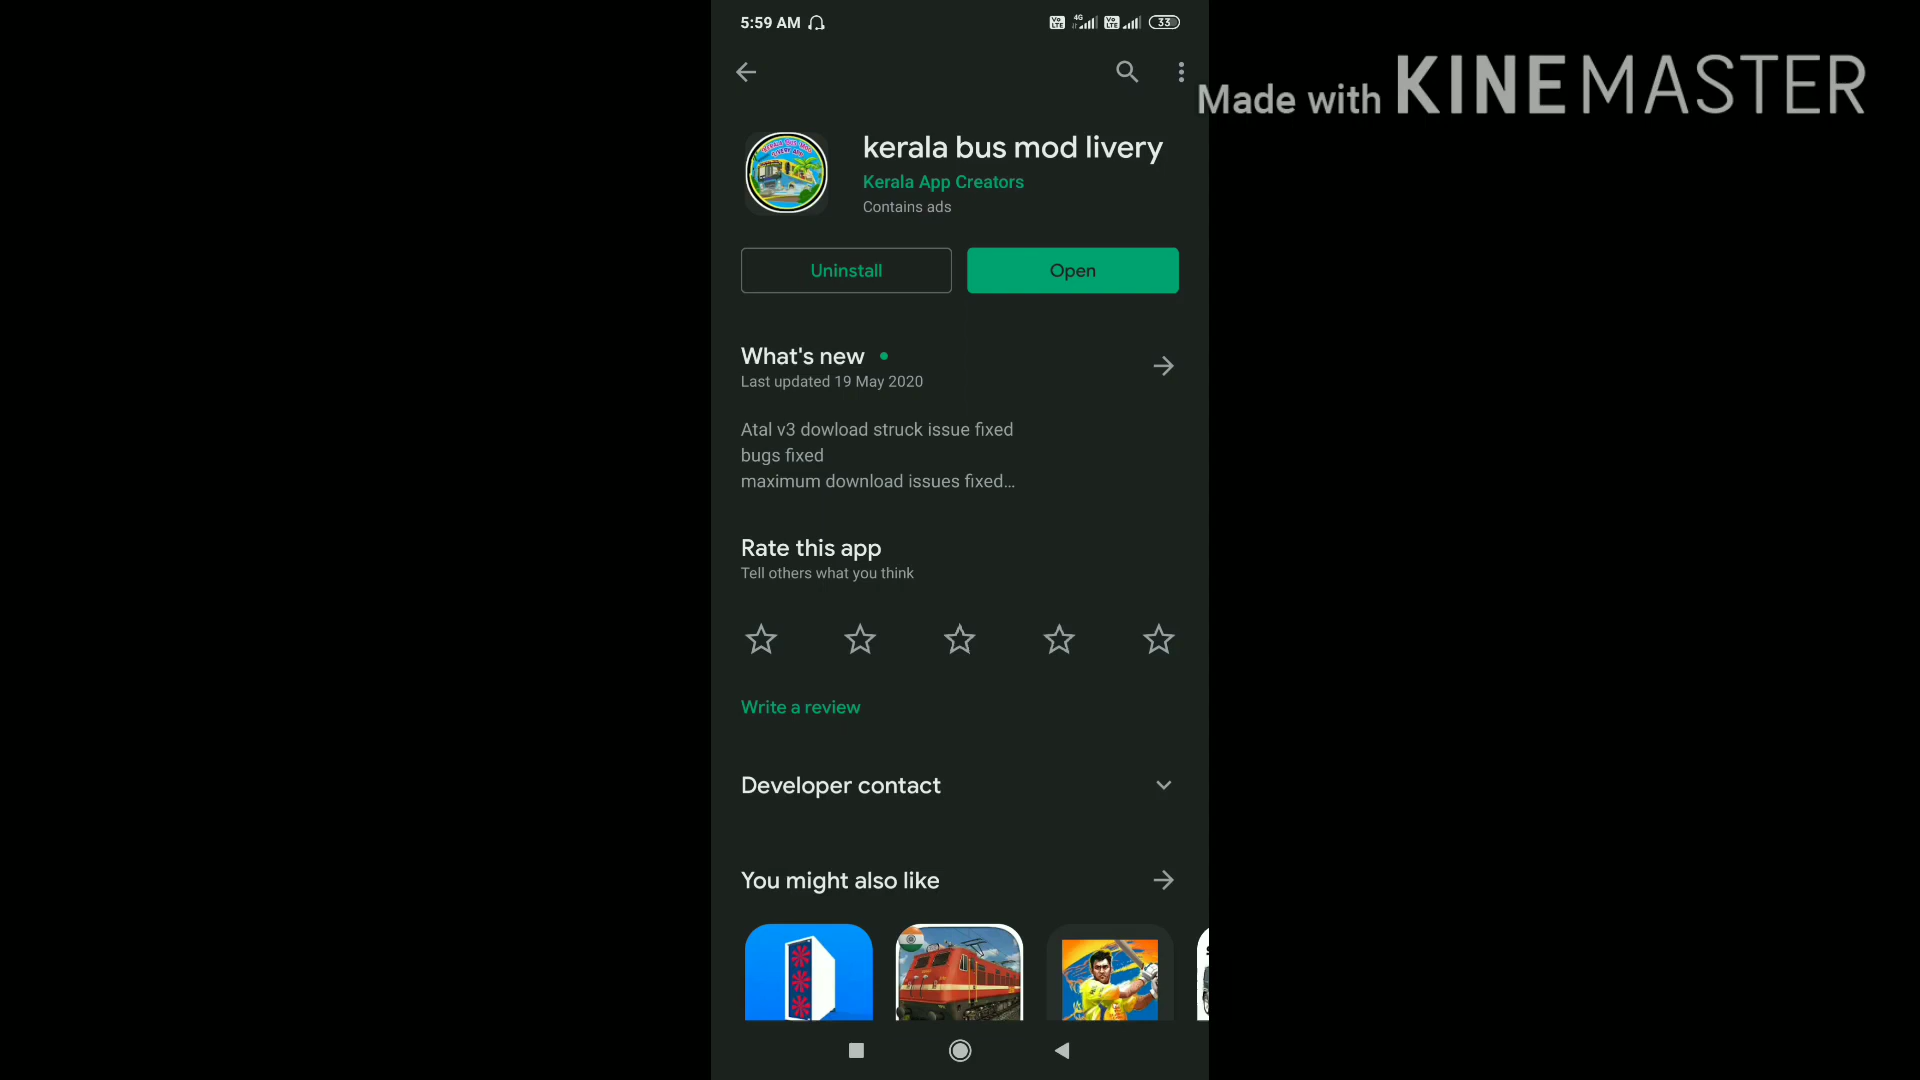 5:59 AM
4G
33
Made with KINEMASTER
kerala bus mod livery
Kerala App Creators
Contains ads
Uninstall
Open
What's new
Last updated 19 May 2020
Atal v3 dowload struck issue fixed
bugs fixed
maximum download issues fixed...
Rate this app
Tell others what you think
Write a review
Developer contact
You might also like